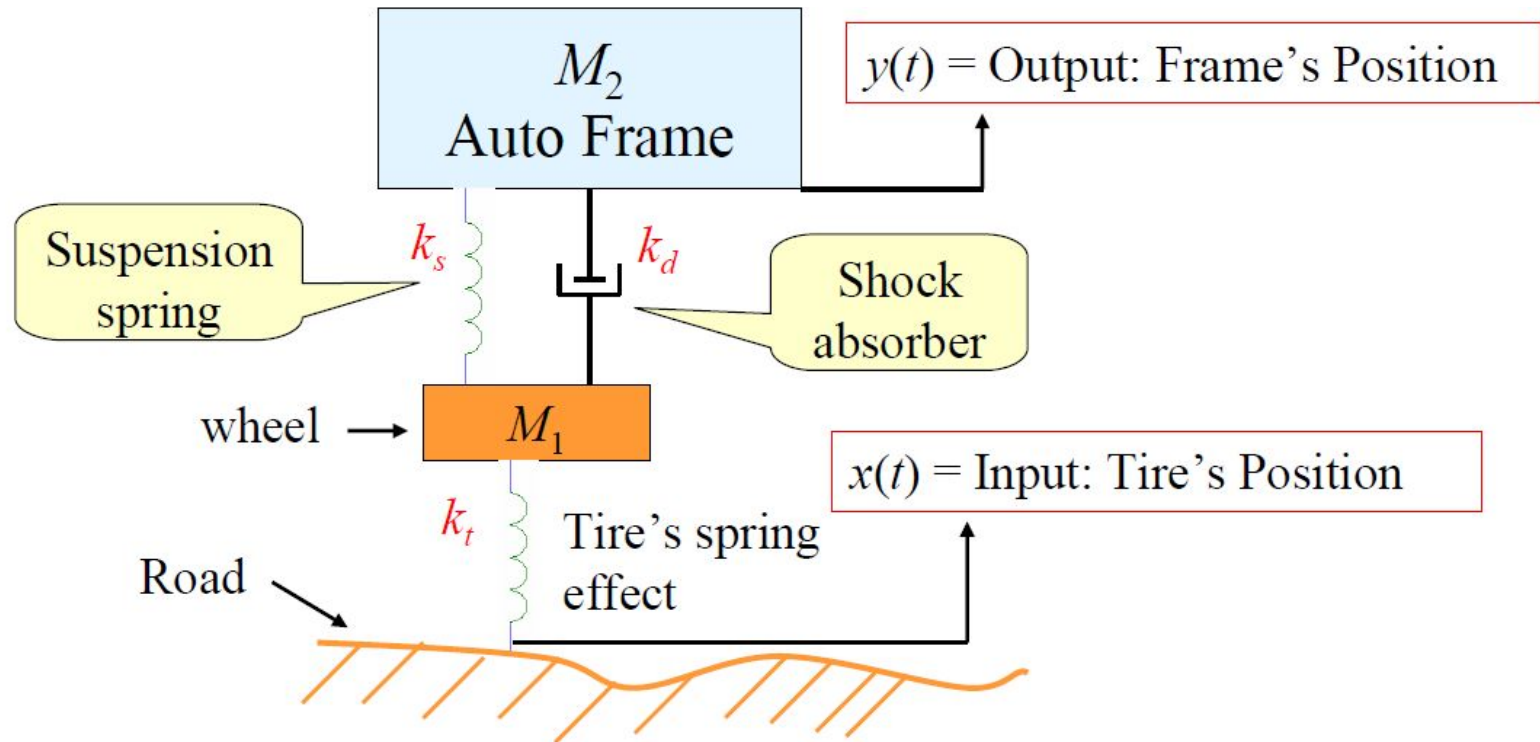 M₂
Auto Frame
y(t) = Output: Frame's Position
Suspension
spring
kₛ
k_d
Shock
absorber
wheel
M₁
x(t) = Input: Tire's Position
kₜ
Tire's spring
effect
Road